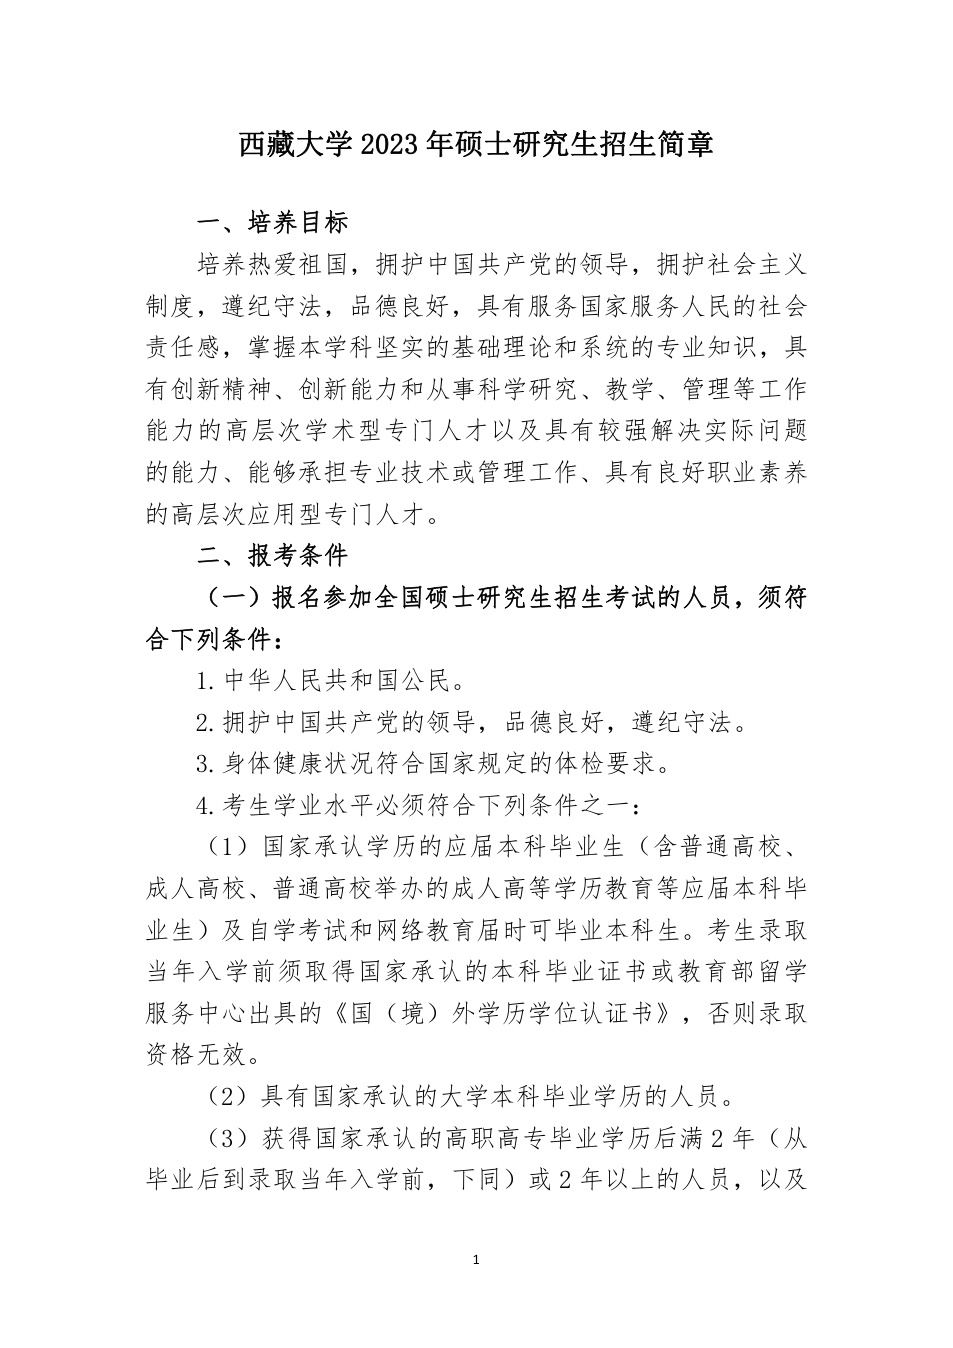 西藏大学 2023 年硕士研究生招生简章
一、培养目标
培养热爱祖国，拥护中国共产党的领导，拥护社会主义
制度，遵纪守法，品德良好，具有服务国家服务人民的社会
责任感，掌握本学科坚实的基础理论和系统的专业知识，具
有创新精神、创新能力和从事科学研究、教学、管理等工作
能力的高层次学术型专门人才以及具有较强解决实际问题
的能力、能够承担专业技术或管理工作、具有良好职业素养
的高层次应用型专门人才。
二、报考条件
（一）报名参加全国硕士研究生招生考试的人员，须符
合下列条件：
1.中华人民共和国公民。
2.拥护中国共产党的领导，品德良好，遵纪守法。
3.身体健康状况符合国家规定的体检要求。
4.考生学业水平必须符合下列条件之一：
（1）国家承认学历的应届本科毕业生（含普通高校、
成人高校、普通高校举办的成人高等学历教育等应届本科毕
业生）及自学考试和网络教育届时可毕业本科生。考生录取
当年入学前须取得国家承认的本科毕业证书或教育部留学
服务中心出具的《国（境）外学历学位认证书》，否则录取
资格无效。
（2）具有国家承认的大学本科毕业学历的人员。
（3）获得国家承认的高职高专毕业学历后满 2 年（从
毕业后到录取当年入学前，下同）或 2 年以上的人员，以及
1